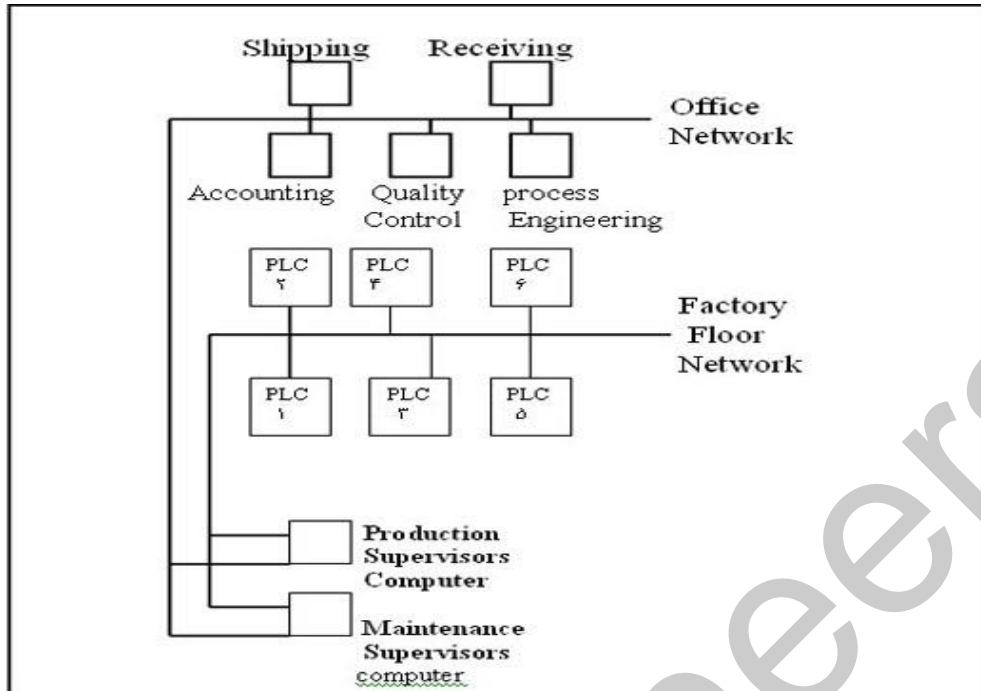 Shipping Receiving
Office
Network
Accounting Quality process
Control Engineering
PLC PLC PLC
۲ ۴ ۶
Factory
Floor
Network
PLC PLC PLC
۱ ۳ ۵
Production
Supervisors
Computer
Maintenance
Supervisors
computer